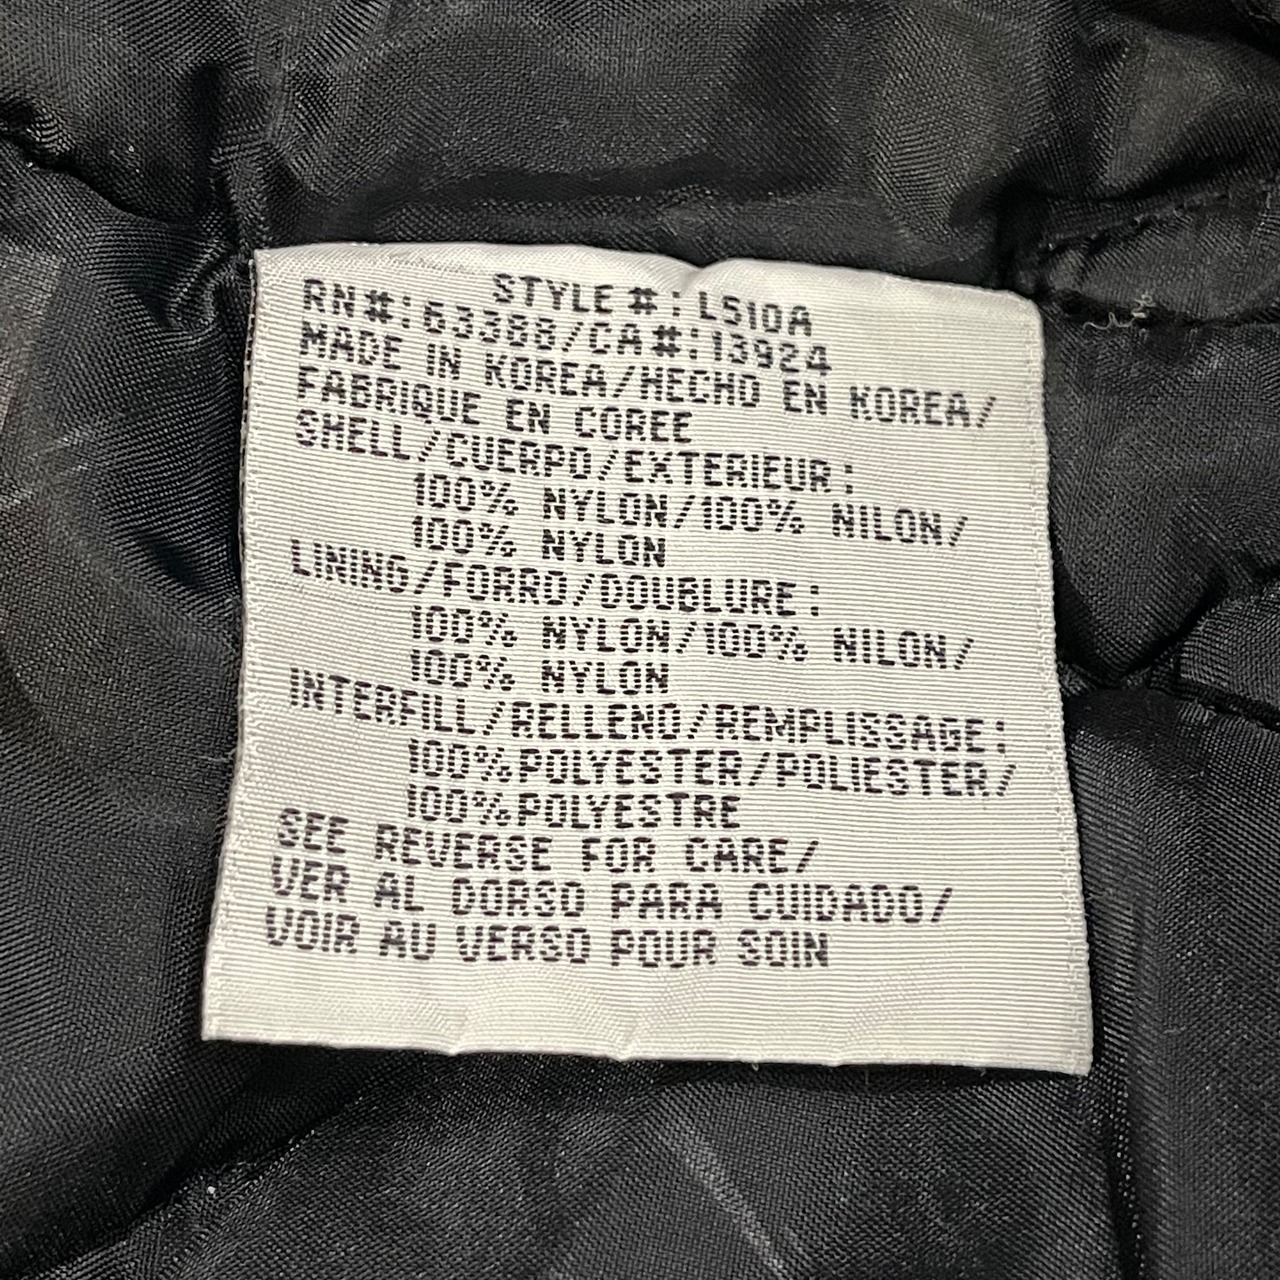 STYLE #: L510A
RN#: 63388/CA#: 13924
MADE IN KOREA/HECHO EN KOREA/
FABRIQUE EN COREE
SHELL/CUERPO/EXTERIEUR:
100% NYLON/100% NILON/
100% NYLON
LINING/FORRO/DOUBLURE:
100% NYLON/100% NILON/
100% NYLON
INTERFILL/RELLENO/REMPLISSAGE:
100%POLYESTER/POLIESTER/
100%POLYESTRE
SEE REVERSE FOR CARE/
VER AL DORSO PARA CUIDADO/
VOIR AU VERSO POUR SOIN